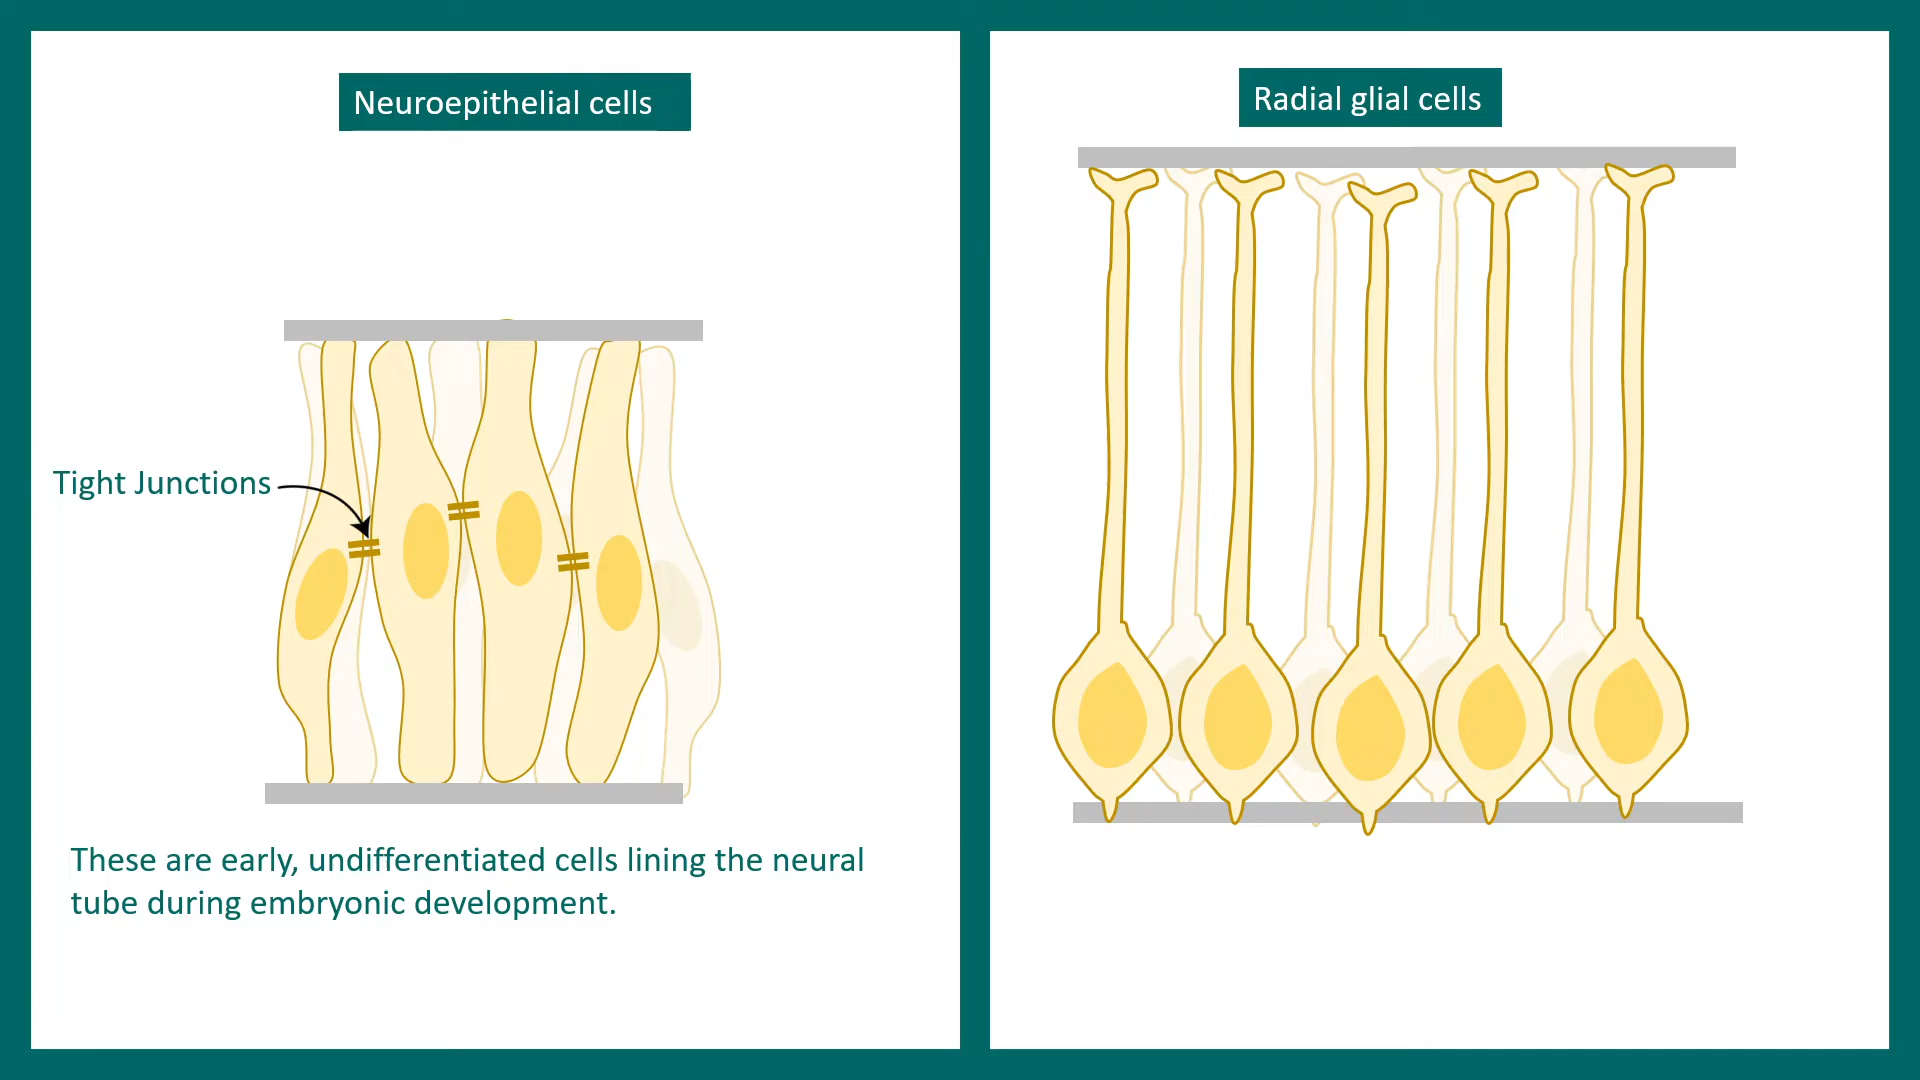 Neuroepithelial cells
Radial glial cells
Tight Junctions
These are early, undifferentiated cells lining the neural
tube during embryonic development.